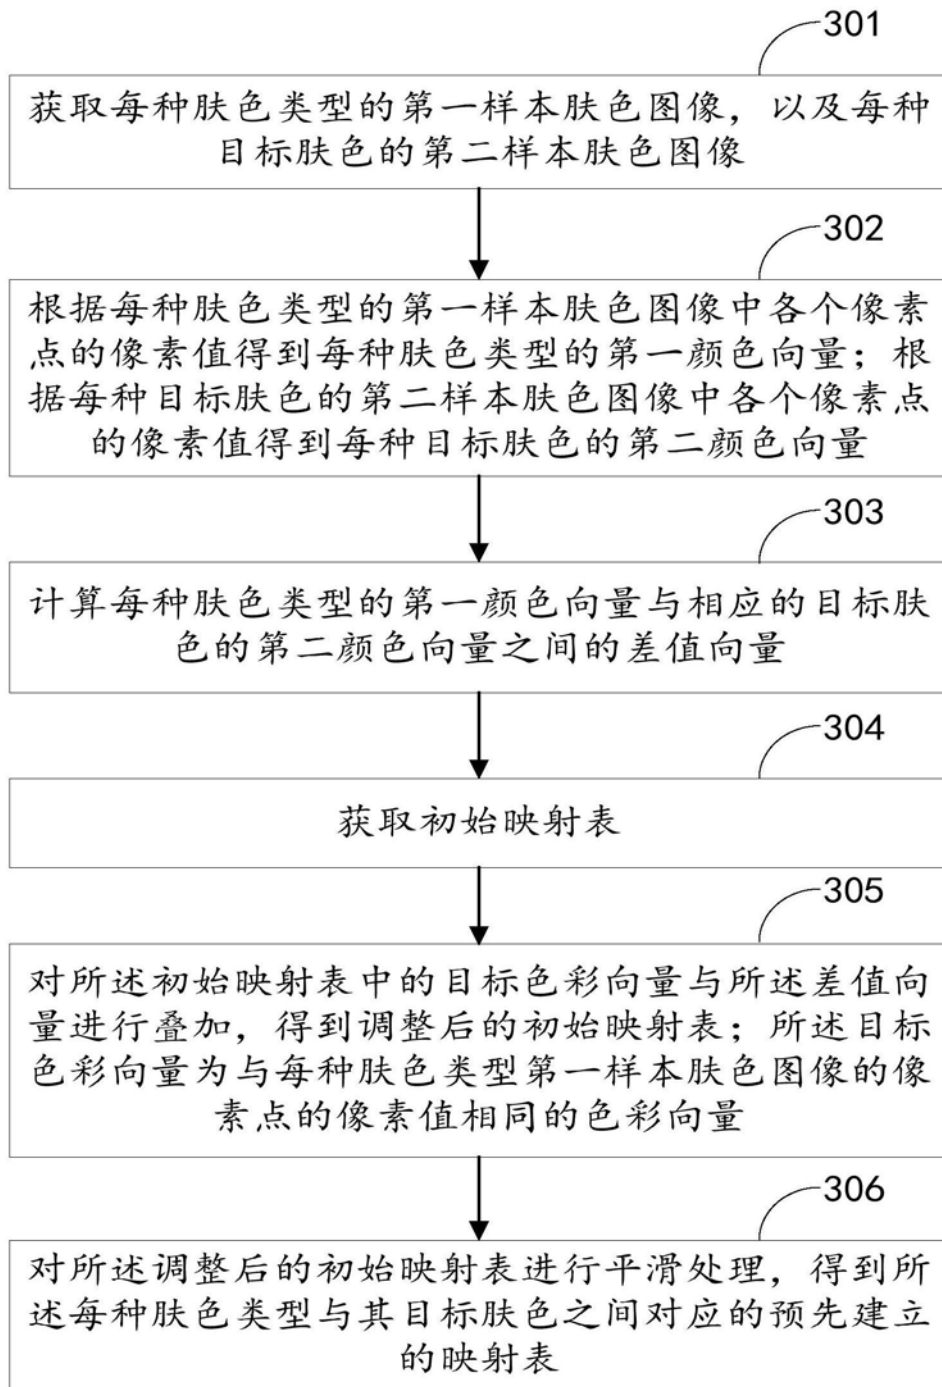 301
获取每种肤色类型的第一样本肤色图像，以及每种
目标肤色的第二样本肤色图像
302
根据每种肤色类型的第一样本肤色图像中各个像素
点的像素值得到每种肤色类型的第一颜色向量；根
据每种目标肤色的第二样本肤色图像中各个像素点
的像素值得到每种目标肤色的第二颜色向量
303
计算每种肤色类型的第一颜色向量与相应的目标肤
色的第二颜色向量之间的差值向量
304
获取初始映射表
305
对所述初始映射表中的目标色彩向量与所述差值向
量进行叠加，得到调整后的初始映射表；所述目标
色彩向量为与每种肤色类型第一样本肤色图像的像
素点的像素值相同的色彩向量
306
对所述调整后的初始映射表进行平滑处理，得到所
述每种肤色类型与其目标肤色之间对应的预先建立
的映射表